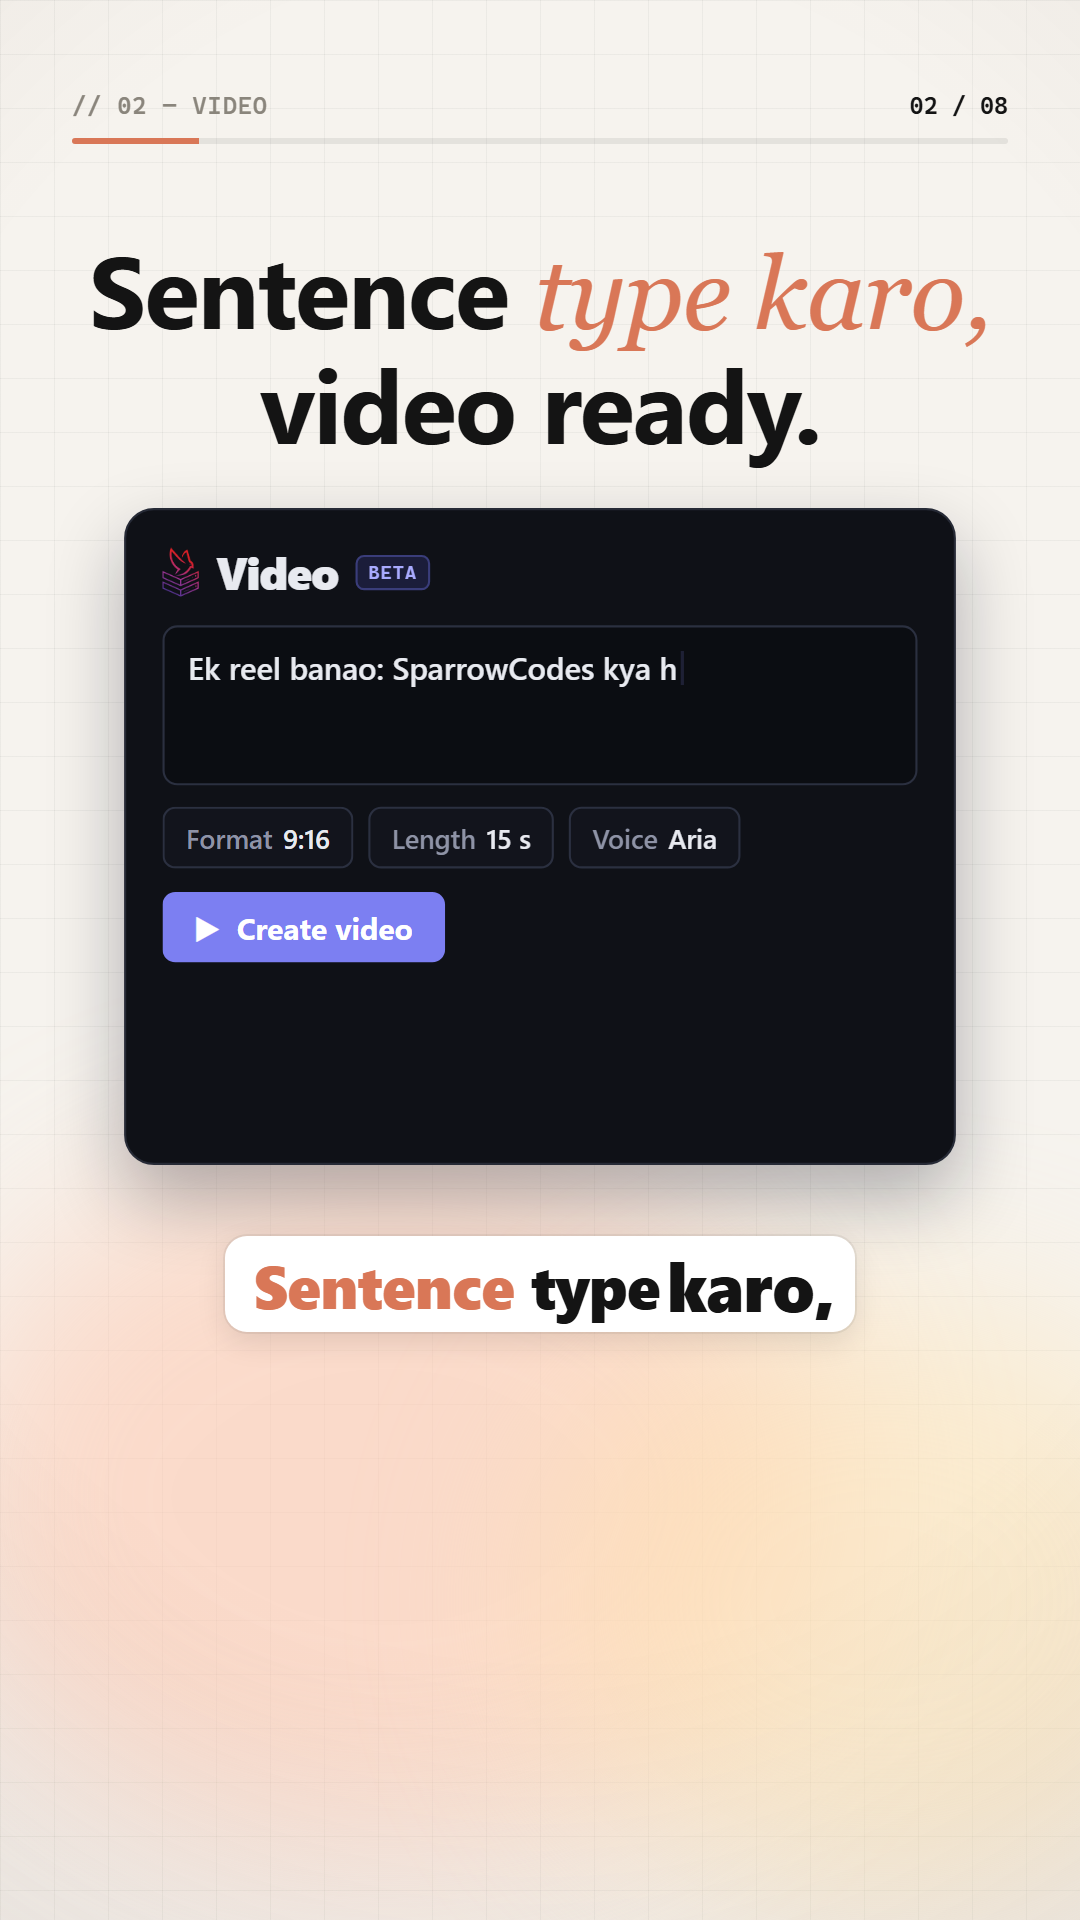 // 02 – VIDEO
02 / 08
Sentence type karo,
video ready.
Video BETA
Ek reel banao: SparrowCodes kya h
Format 9:16
Length 15 s
Voice Aria
▶ Create video
Sentence type karo,